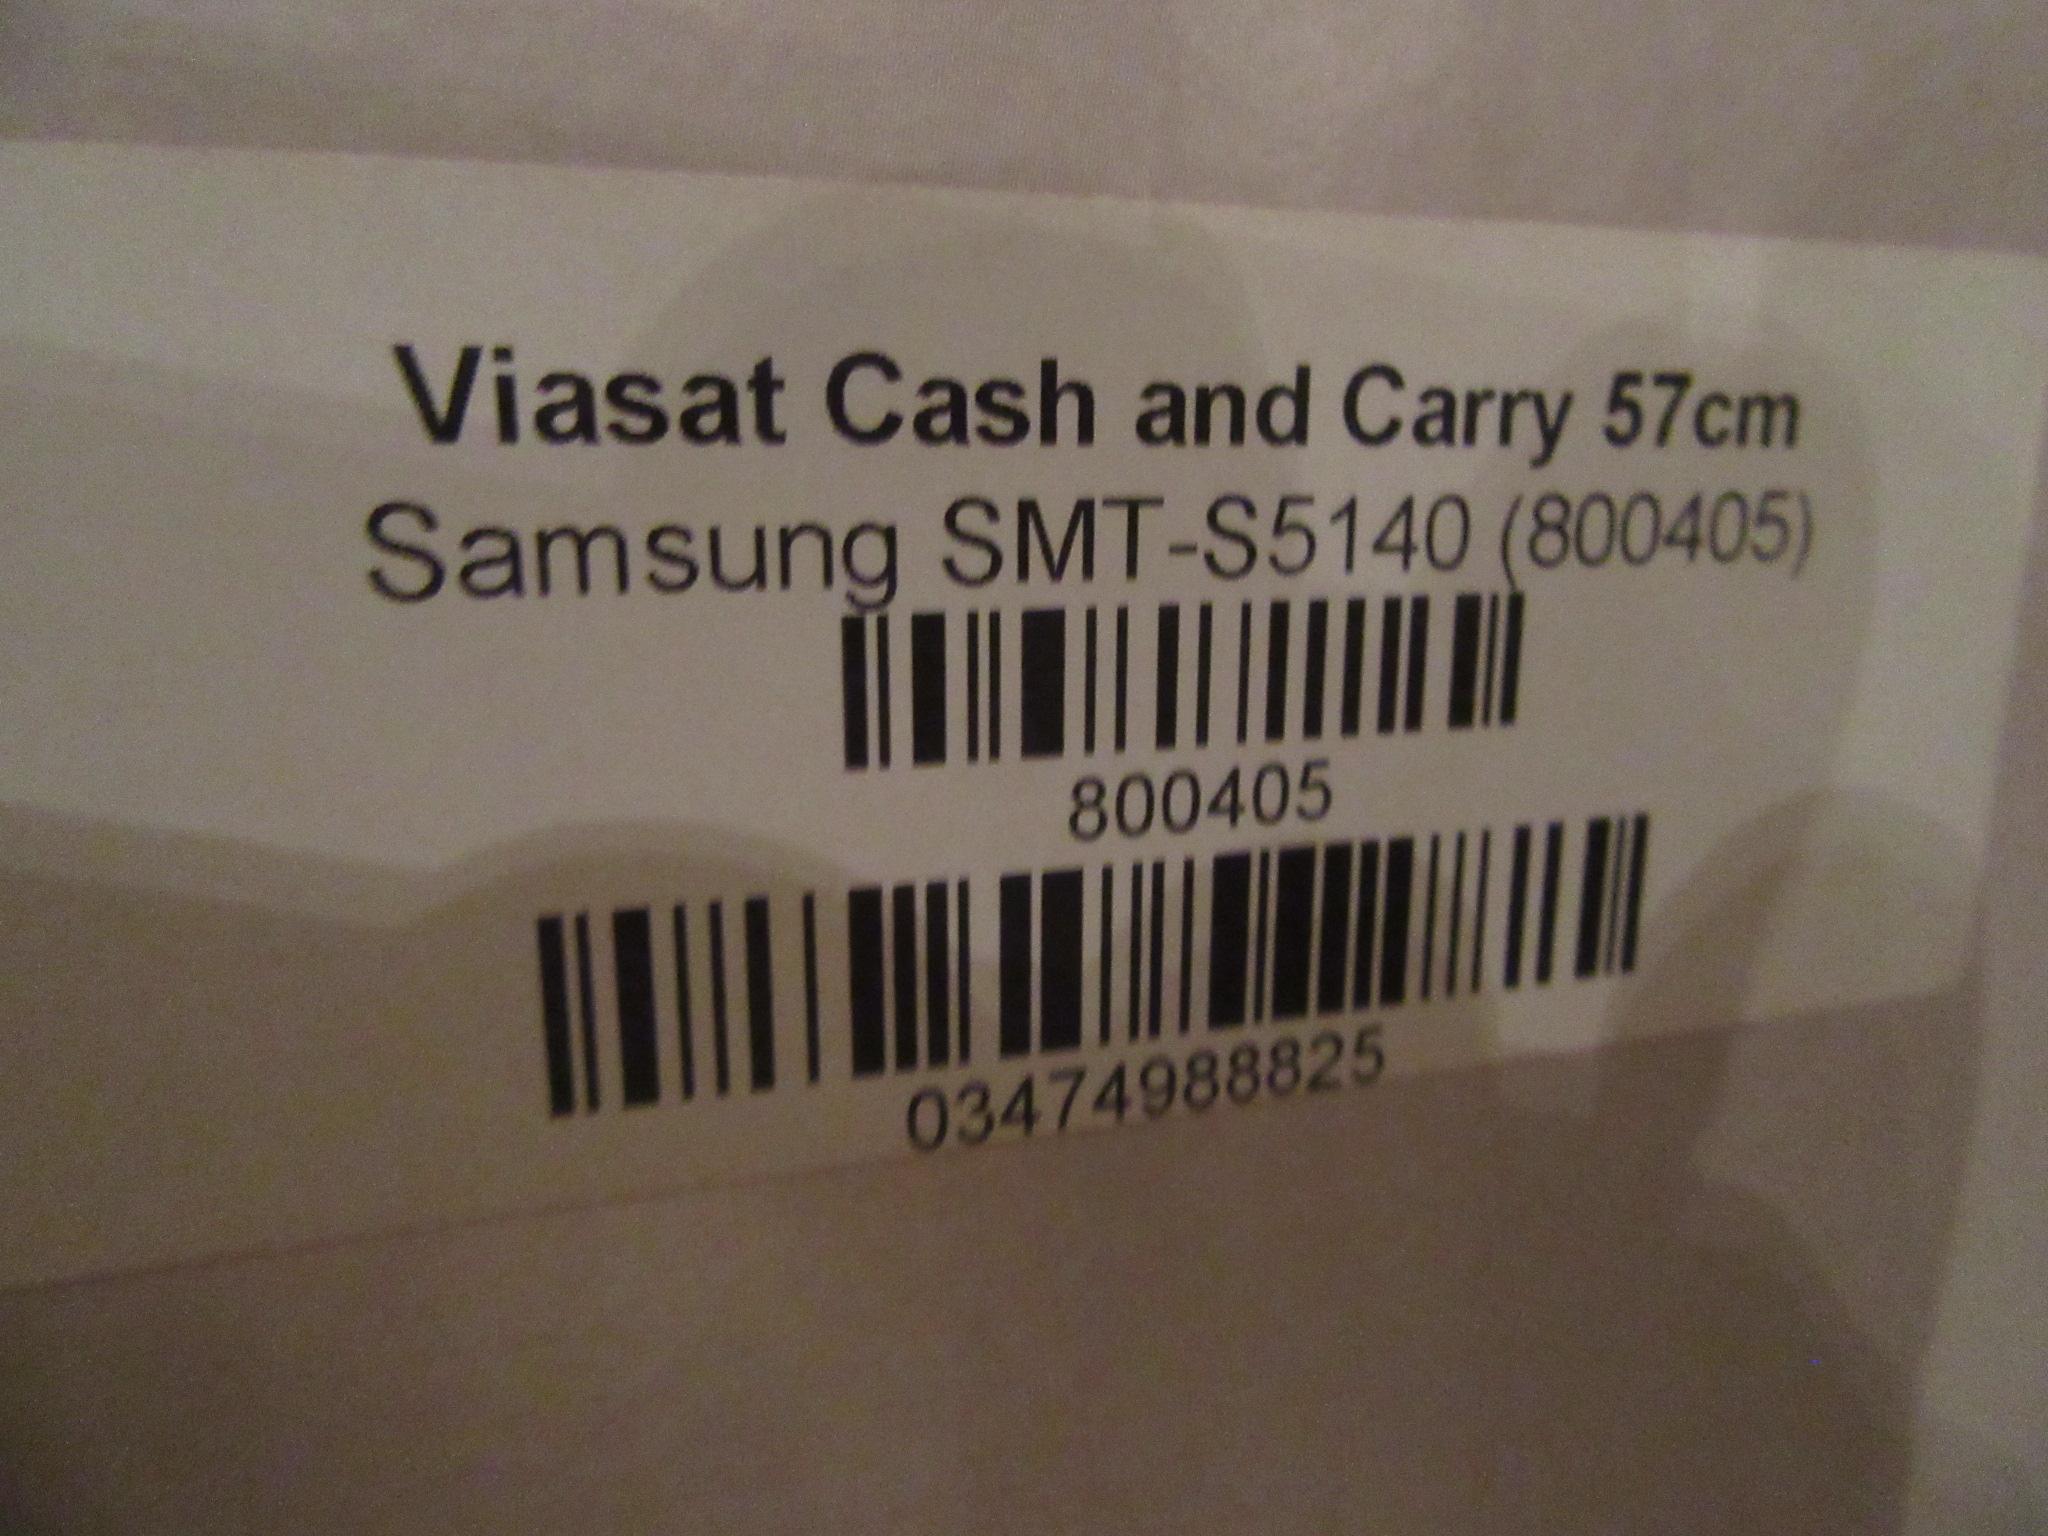 Viasat Cash and Carry 57cm
Samsung SMT-S5140 (800405)
800405
03474988825